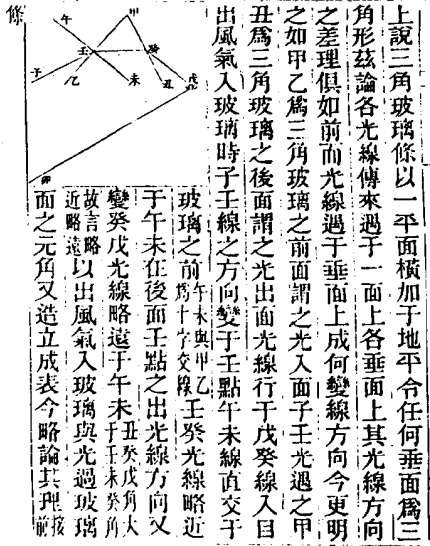 上說三角玻璃條以一平面橫加于地平令任何垂面爲三
角形茲論各光線傳來過于一面上各垂面上其光線方向
之差理俱如前而光線過于垂面上成何變線方向今更明
之如甲乙爲三角玻璃之前面謂之光入面子壬光遇之甲
丑爲三角玻璃之後面謂之光出面光線行于戊癸線入目
出風氣入玻璃時子壬線之方向變于壬點午未線直交于
玻璃之前午未與甲乙爲十字交線壬癸光線略近
于午未在後面壬點之出光線方向又
變癸戊光線略遠于午未丑癸戊角大于壬未癸角
故言略近略遠以出風氣入玻璃與光過玻璃
面之元角又造立成表今略論其理接前
條
甲
午
壬
癸
子
乙
未
丑
戊
卯